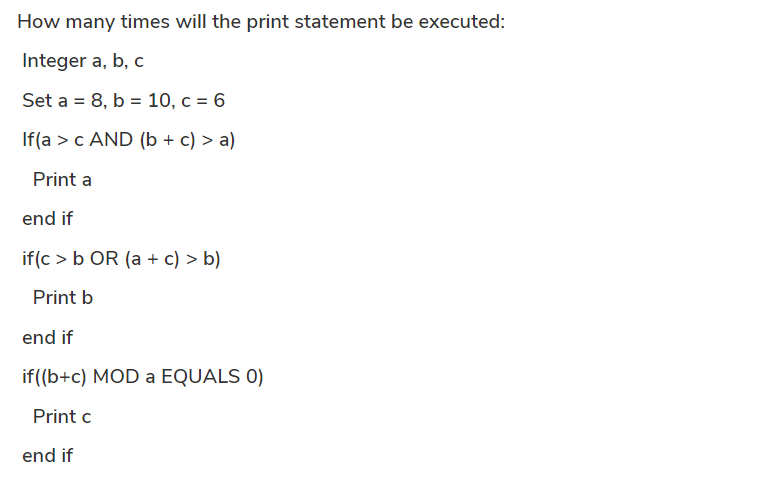 How many times will the print statement be executed:
Integer a, b, c
Set a = 8, b = 10, c = 6
If(a > c AND (b + c) > a)
Print a
end if
if(c > b OR (a + c) > b)
Print b
end if
if((b+c) MOD a EQUALS 0)
Print c
end if